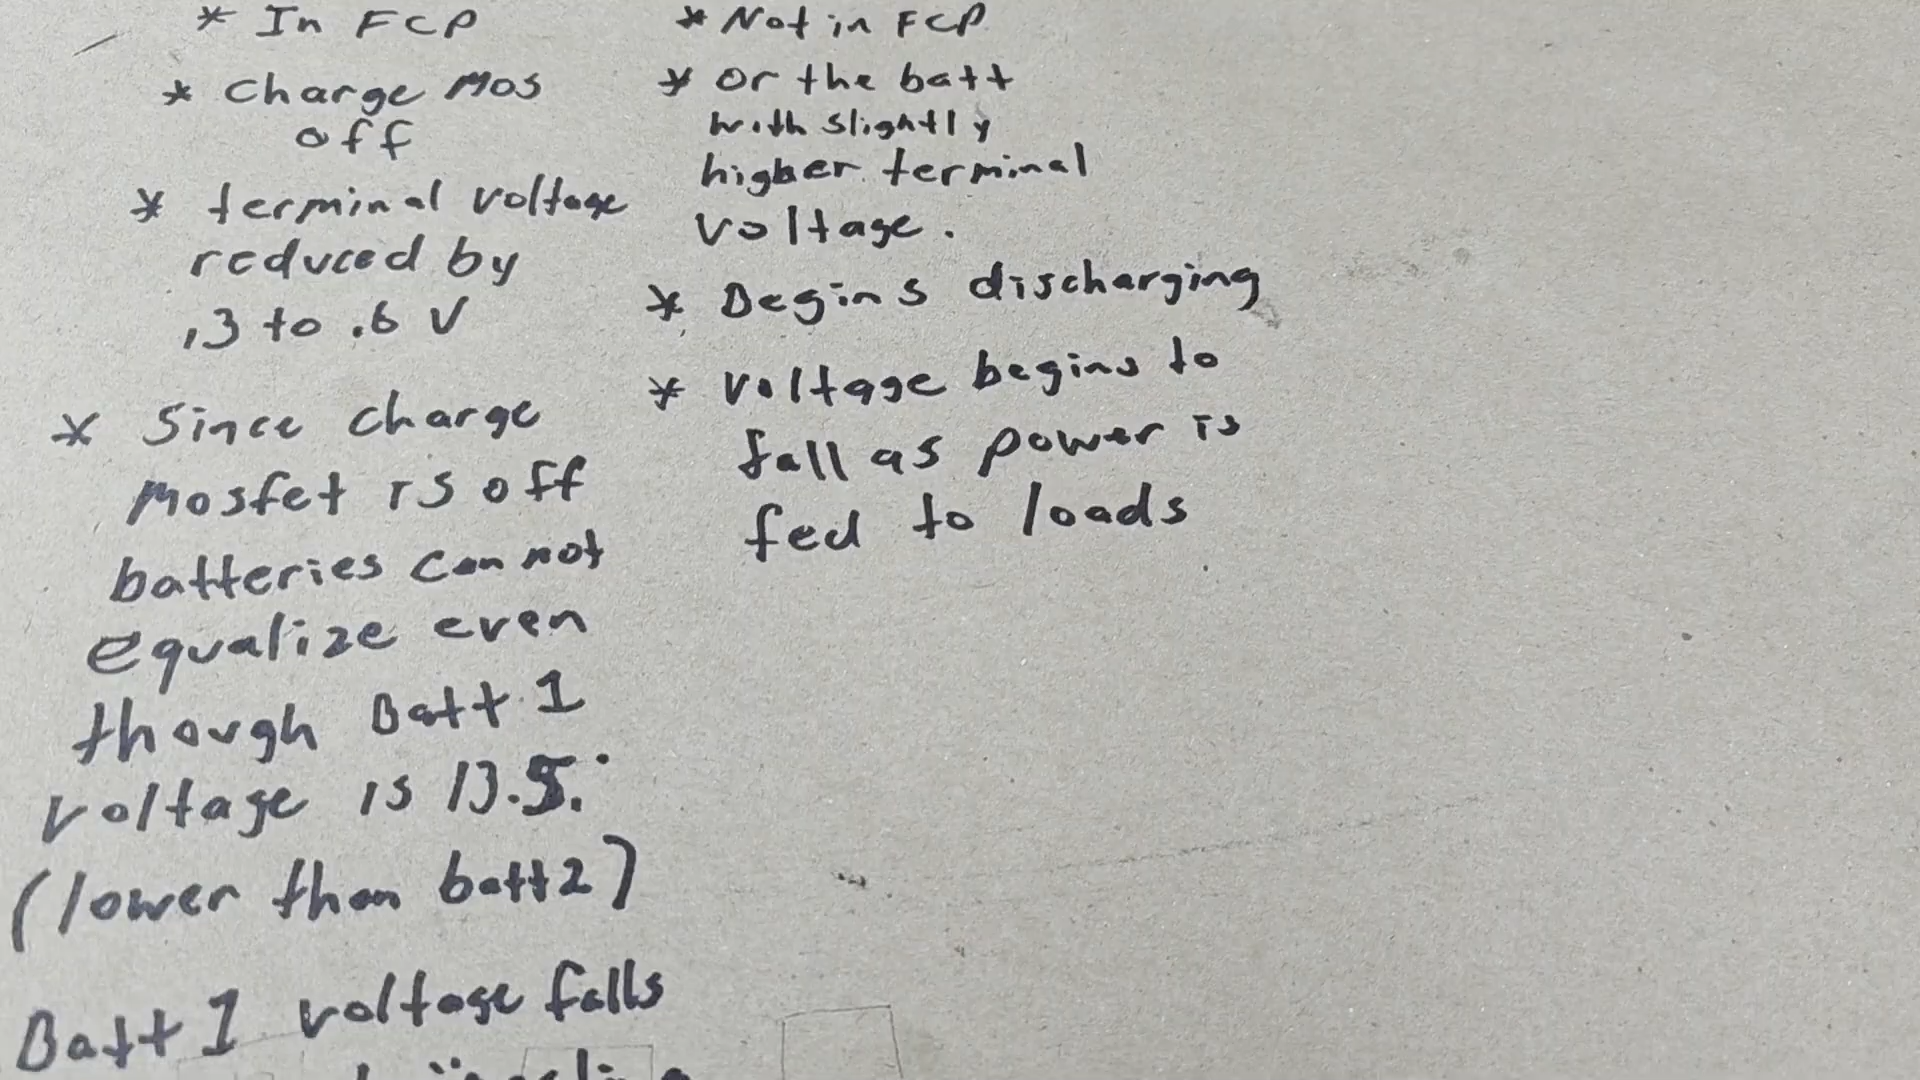 * In FCP
* Charge MOS
off
* terminal voltage
reduced by
.3 to .6 V
* Since charge
Mosfet is off
batteries can not
equalize even
though Batt 1
voltage is 13.5.
(lower than batt2)
Batt 1 voltage falls
* Not in FCP
* Or the batt
with slightly
higher terminal
voltage.
* Begins discharging
* Voltage begins to
fall as power is
fed to loads